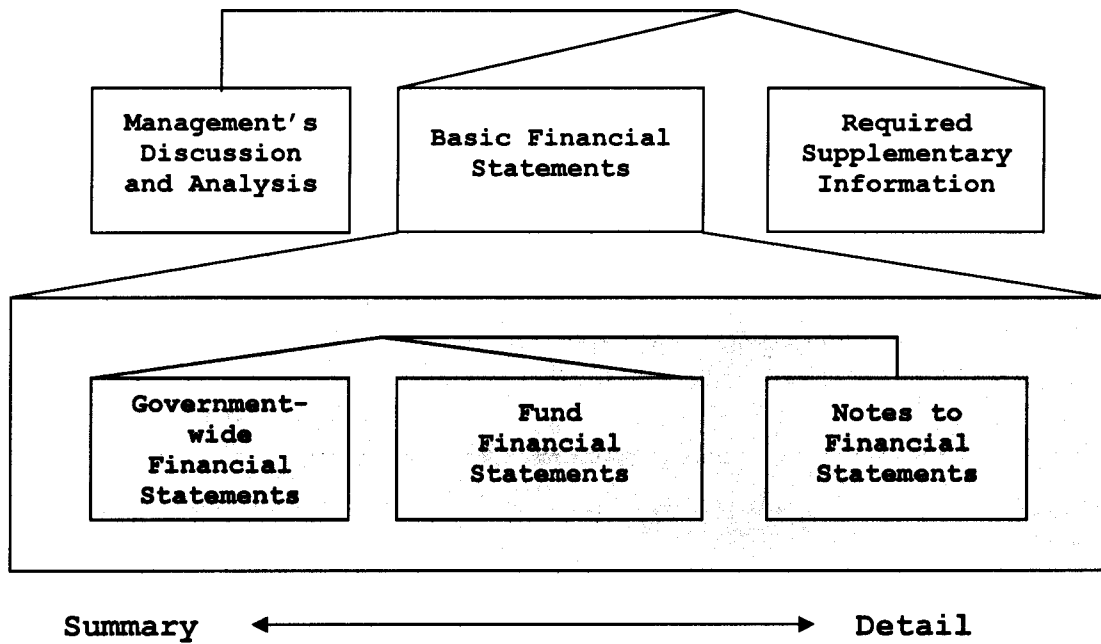 Management's
Discussion
and Analysis
Basic Financial
Statements
Required
Supplementary
Information
Government-
wide
Financial
Statements
Fund
Financial
Statements
Notes to
Financial
Statements
Summary
Detail